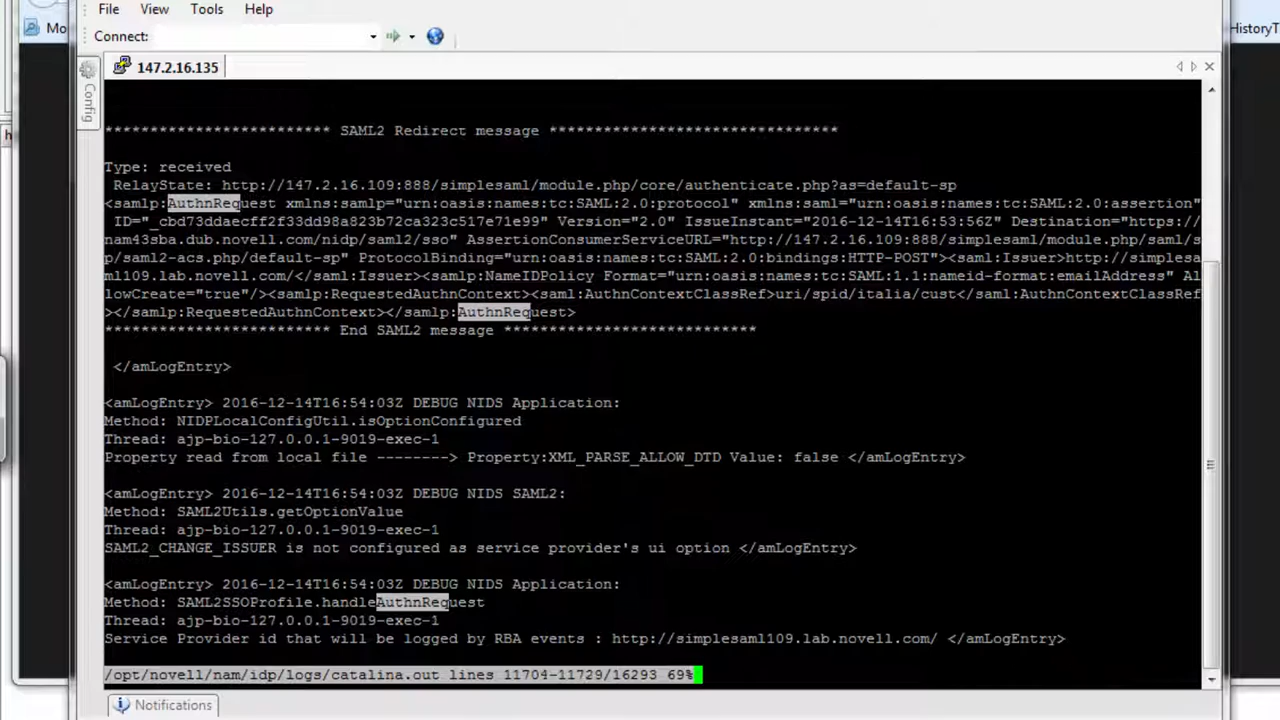 File View Tools Help
Mo
HistoryT
Connect:
147.2.16.135
Config
h
************************* SAML2 Redirect message ********************************
Type: received
RelayState: http://147.2.16.109:888/simplesaml/module.php/core/authenticate.php?as=default-sp
<samlp:AuthnRequest xmlns:samlp="urn:oasis:names:tc:SAML:2.0:protocol" xmlns:saml="urn:oasis:names:tc:SAML:2.0:assertion"
ID="_cbd73ddaecff2f33dd98a823b72ca323c517e71e99" Version="2.0" IssueInstant="2016-12-14T16:53:56Z" Destination="https://
nam43sba.dub.novell.com/nidp/saml2/sso" AssertionConsumerServiceURL="http://147.2.16.109:888/simplesaml/module.php/saml/s
p/saml2-acs.php/default-sp" ProtocolBinding="urn:oasis:names:tc:SAML:2.0:bindings:HTTP-POST"><saml:Issuer>http://simplesa
ml109.lab.novell.com/</saml:Issuer><samlp:NameIDPolicy Format="urn:oasis:names:tc:SAML:1.1:nameid-format:emailAddress" Al
lowCreate="true"/><samlp:RequestedAuthnContext><saml:AuthnContextClassRef>uri/spid/italia/cust</saml:AuthnContextClassRef
></samlp:RequestedAuthnContext></samlp:AuthnRequest>
************************* End SAML2 message ****************************
</amLogEntry>
<amLogEntry> 2016-12-14T16:54:03Z DEBUG NIDS Application:
Method: NIDPLocalConfigUtil.isOptionConfigured
Thread: ajp-bio-127.0.0.1-9019-exec-1
Property read from local file --------> Property:XML_PARSE_ALLOW_DTD Value: false </amLogEntry>
<amLogEntry> 2016-12-14T16:54:03Z DEBUG NIDS SAML2:
Method: SAML2Utils.getOptionValue
Thread: ajp-bio-127.0.0.1-9019-exec-1
SAML2_CHANGE_ISSUER is not configured as service provider's ui option </amLogEntry>
<amLogEntry> 2016-12-14T16:54:03Z DEBUG NIDS Application:
Method: SAML2SSOProfile.handleAuthnRequest
Thread: ajp-bio-127.0.0.1-9019-exec-1
Service Provider id that will be logged by RBA events : http://simplesaml109.lab.novell.com/ </amLogEntry>
/opt/novell/nam/idp/logs/catalina.out lines 11704-11729/16293 69%
Notifications